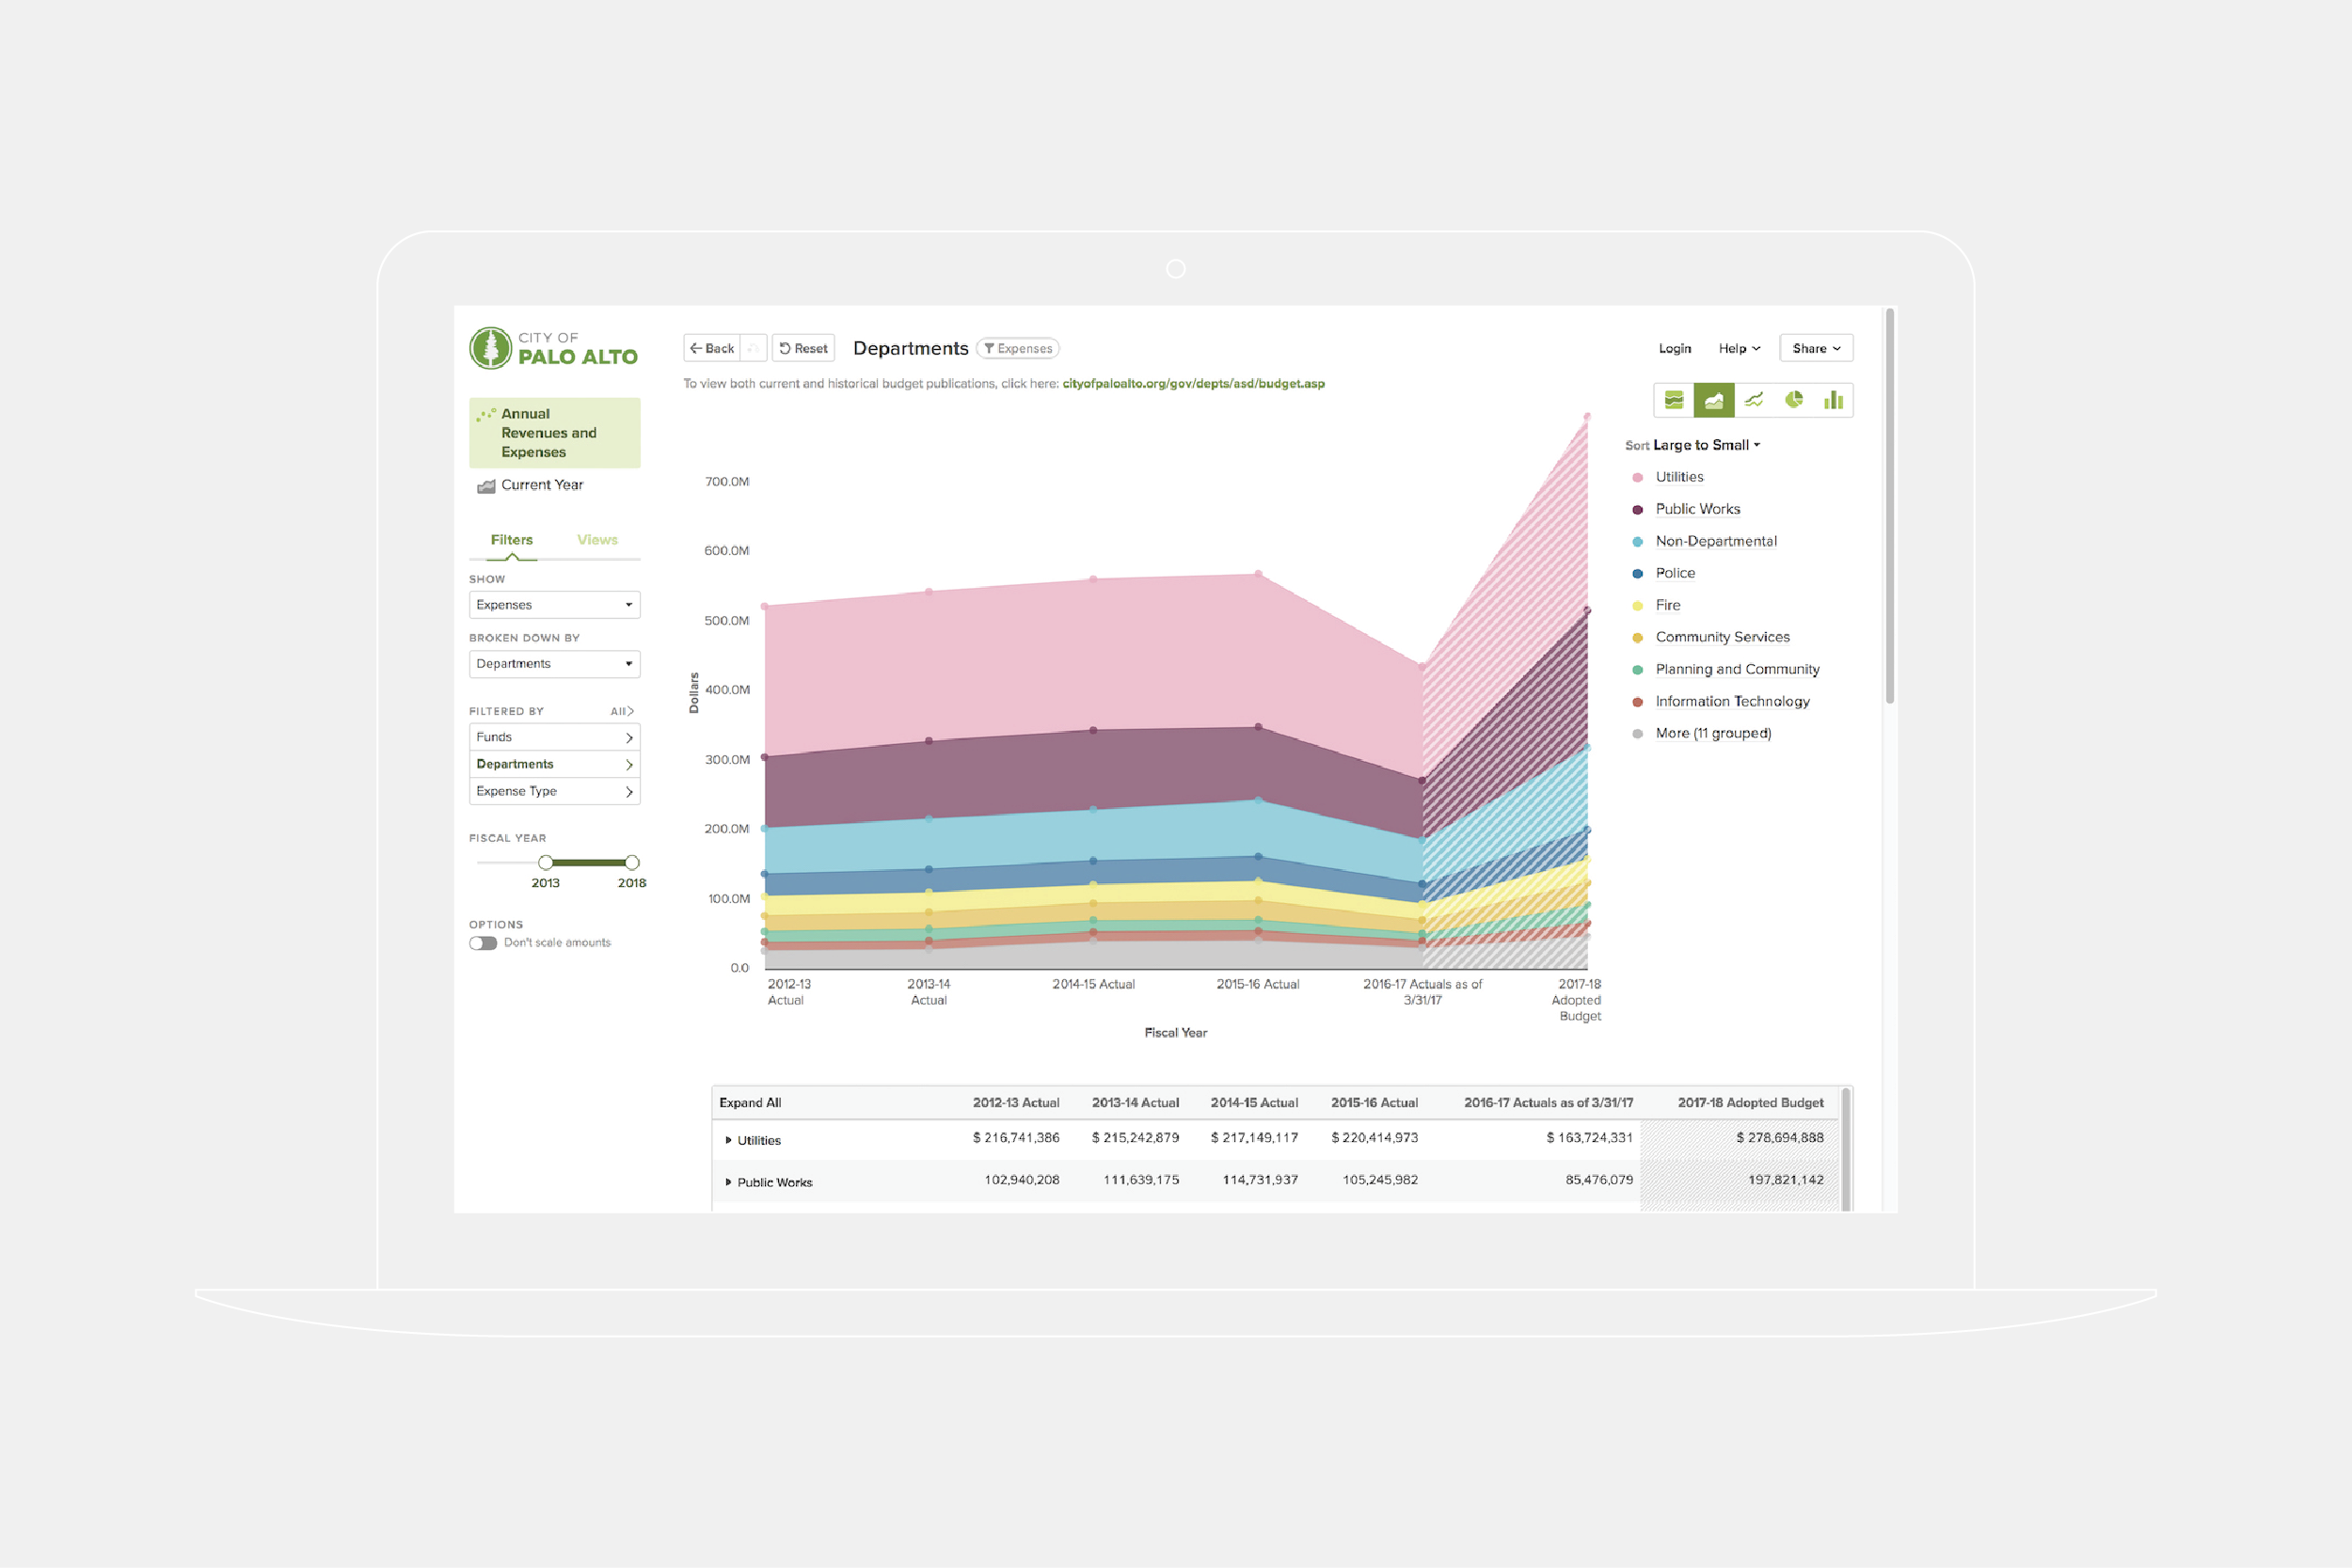 CITY OF
PALO ALTO
Back
Reset
Departments
Expenses
Login
Help
Share
To view both current and historical budget publications, click here: cityofpaloalto.org/gov/depts/asd/budget.asp
Annual
Revenues and
Expenses
Current Year
Filters
Views
SHOW
Expenses
BROKEN DOWN BY
Departments
FILTERED BY
All
Funds
Departments
Expense Type
FISCAL YEAR
2013
2018
OPTIONS
Don't scale amounts
Dollars
700.0M
600.0M
500.0M
400.0M
300.0M
200.0M
100.0M
0.0
2012-13
Actual
2013-14
Actual
2014-15 Actual
2015-16 Actual
2016-17 Actuals as of
3/31/17
2017-18
Adopted
Budget
Fiscal Year
Sort Large to Small
Utilities
Public Works
Non-Departmental
Police
Fire
Community Services
Planning and Community
Information Technology
More (11 grouped)
Expand All 2012-13 Actual 2013-14 Actual 2014-15 Actual 2015-16 Actual 2016-17 Actuals as of 3/31/17 2017-18 Adopted Budget
Utilities $ 216,741,386 $ 215,242,879 $ 217,149,117 $ 220,414,973 $ 163,724,331 $ 278,694,888
Public Works 102,940,208 111,639,175 114,731,937 105,245,982 85,476,079 197,821,142